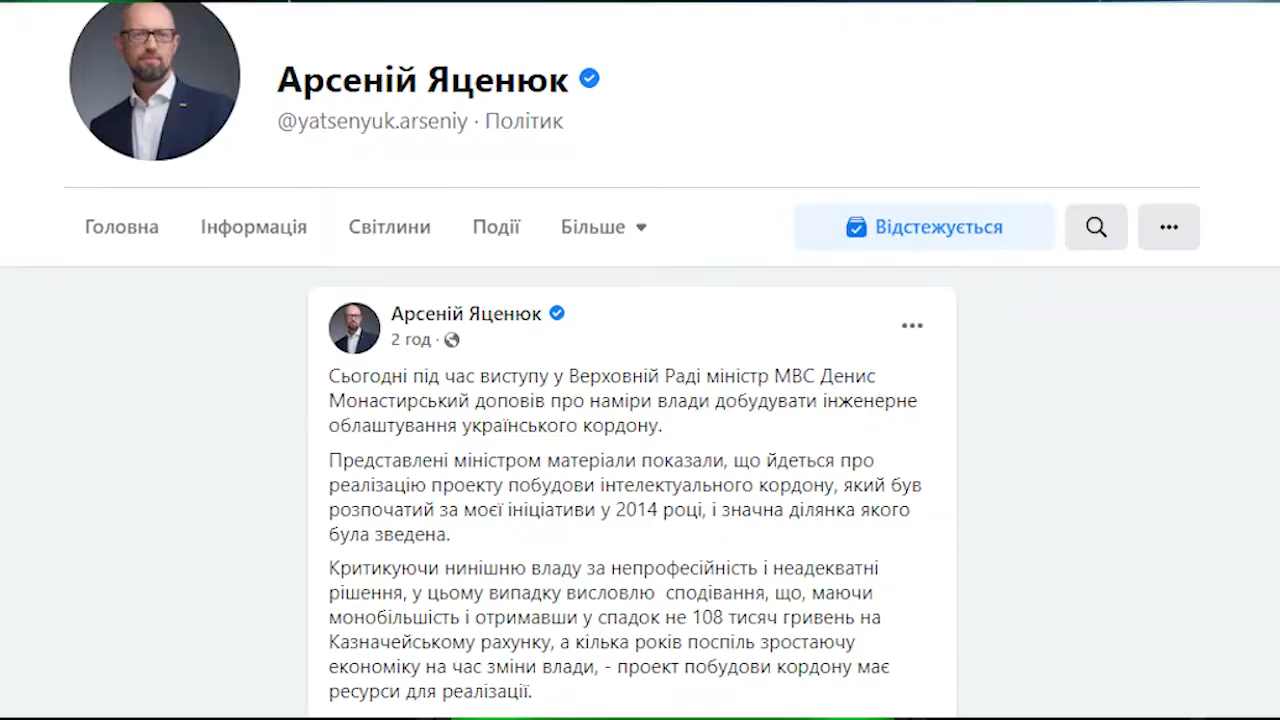 Арсеній Яценюк
@yatsenyuk.arseniy · Політик
Головна Інформація Світлини Події Більше Відстежується
Арсеній Яценюк
2 год ·
Сьогодні під час виступу у Верховній Раді міністр МВС Денис
Монастирський доповів про наміри влади добудувати інженерне
облаштування українського кордону.
Представлені міністром матеріали показали, що йдеться про
реалізацію проекту побудови інтелектуального кордону, який був
розпочатий за моєї ініціативи у 2014 році, і значна ділянка якого
була зведена.
Критикуючи нинішню владу за непрофесійність і неадекватні
рішення, у цьому випадку висловлю сподівання, що, маючи
монобільшість і отримавши у спадок не 108 тисяч гривень на
Казначейському рахунку, а кілька років поспіль зростаючу
економіку на час зміни влади, - проект побудови кордону має
ресурси для реалізації.